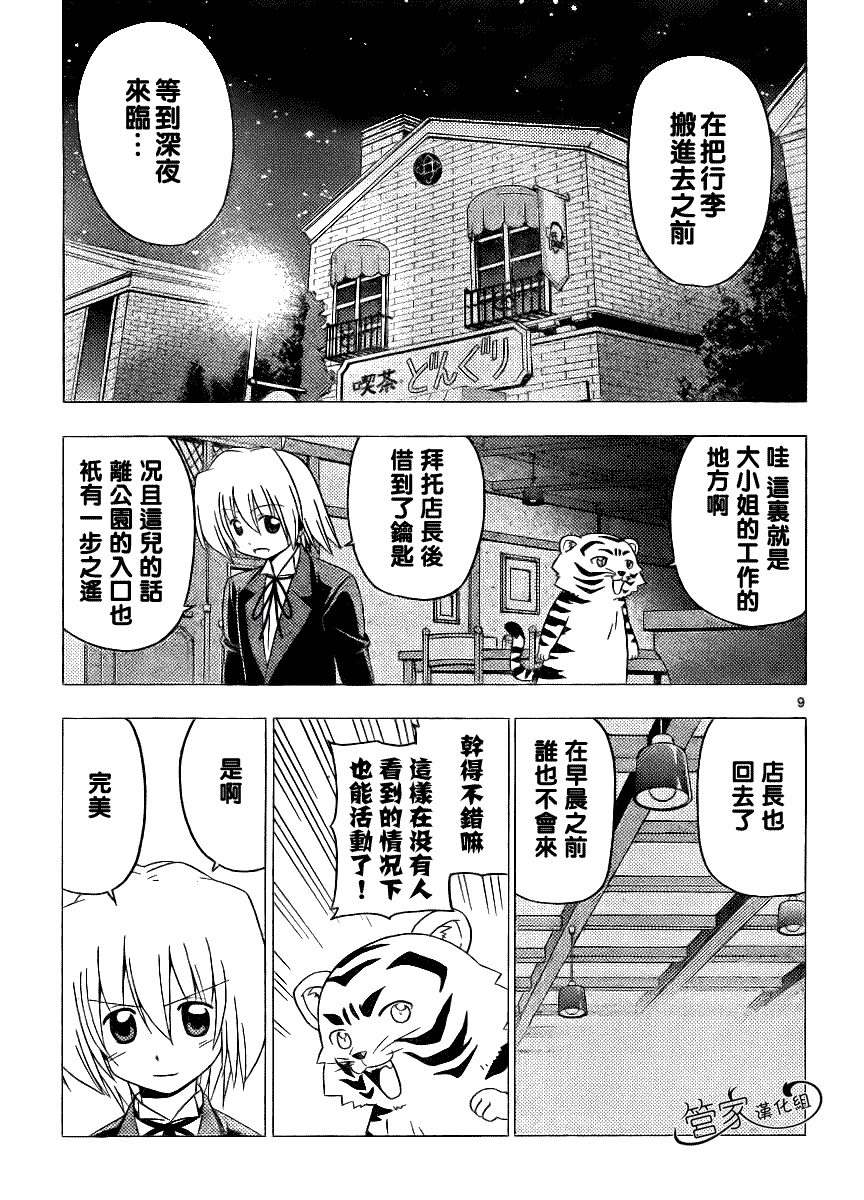 在把行李
搬進去之前
等到深夜
來臨…
喫茶
どんぐり
哇 這裏就是
大小姐的工作的
地方啊
拜托店長後
借到了鑰匙
况且這兒的話
離公園的入口也
衹有一步之遙
9
店長也
回去了
在早晨之前
誰也不會來
幹得不錯嘛
這樣在没有人
看到的情况下
也能活動了！
是啊
完美
管家漢化組